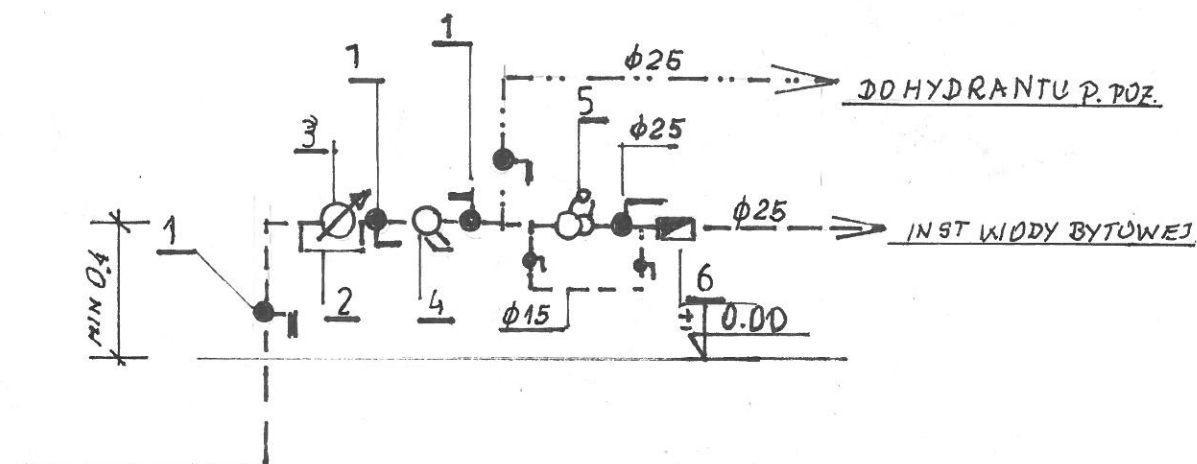 1
1
ϕ25
DO HYDRANTU P. POŻ.
3
5
ϕ25
ϕ25
INST WODY BYTOWEJ
1
MIN 0,4
2
4
ϕ15
6
± 0.00